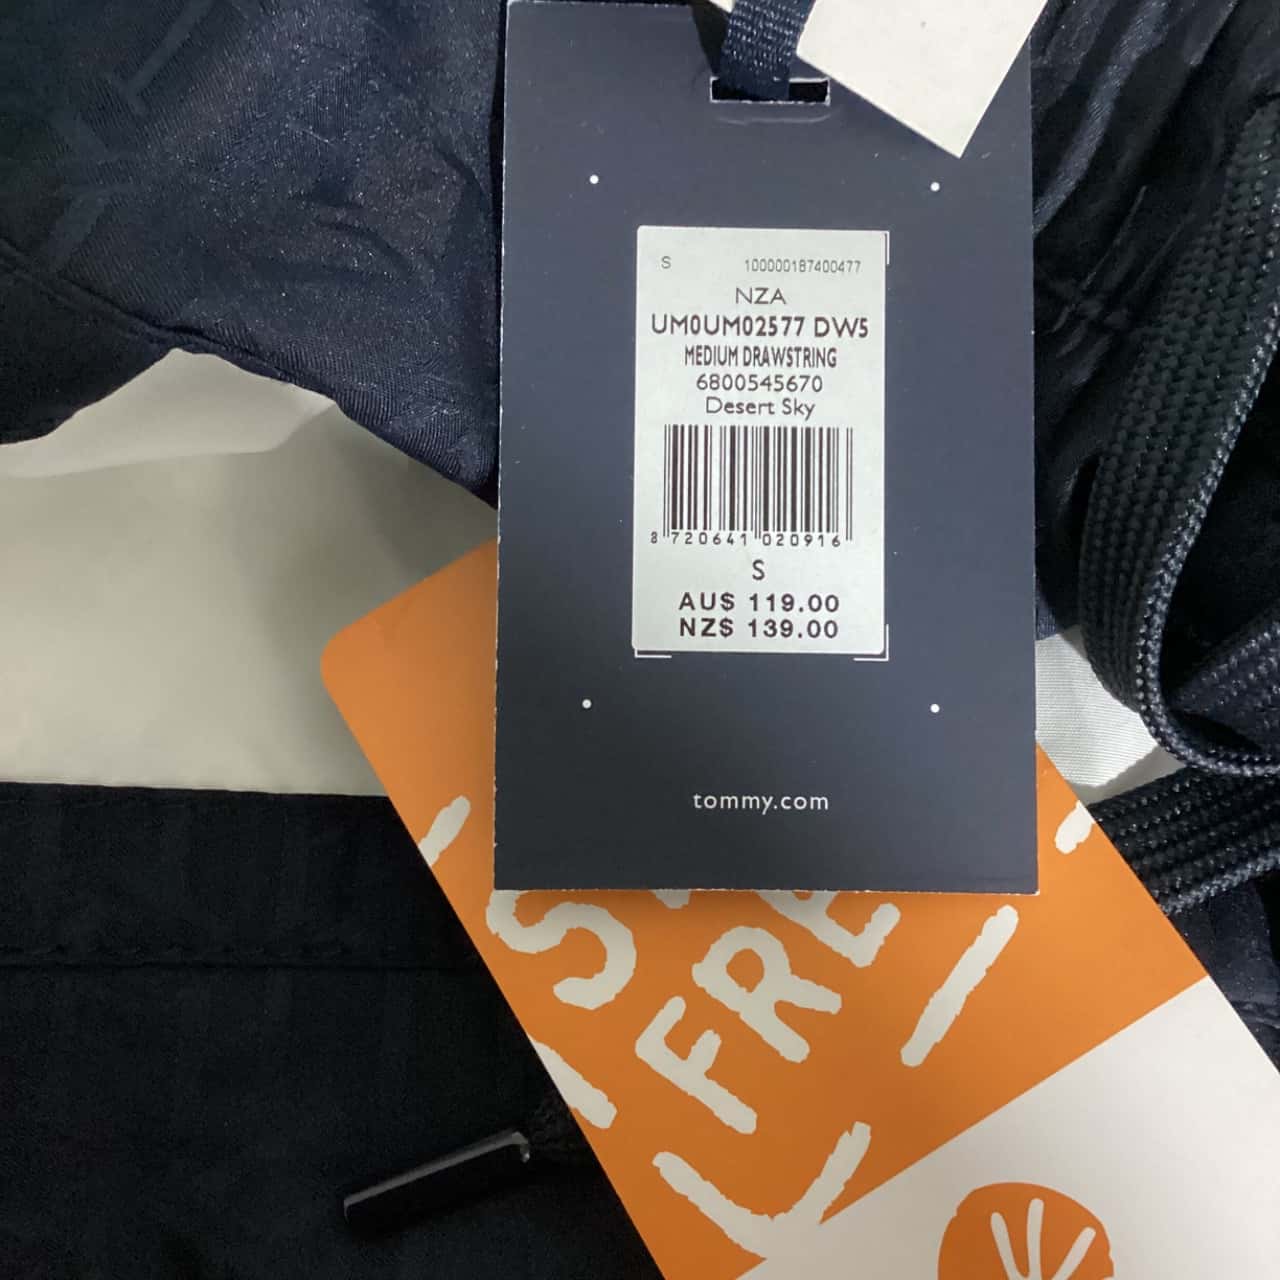 S 100000187400477
NZA
UM0UM02577 DW5
MEDIUM DRAWSTRING
6800545670
Desert Sky
8 720641 020916
S
AU$ 119.00
NZ$ 139.00
tommy.com